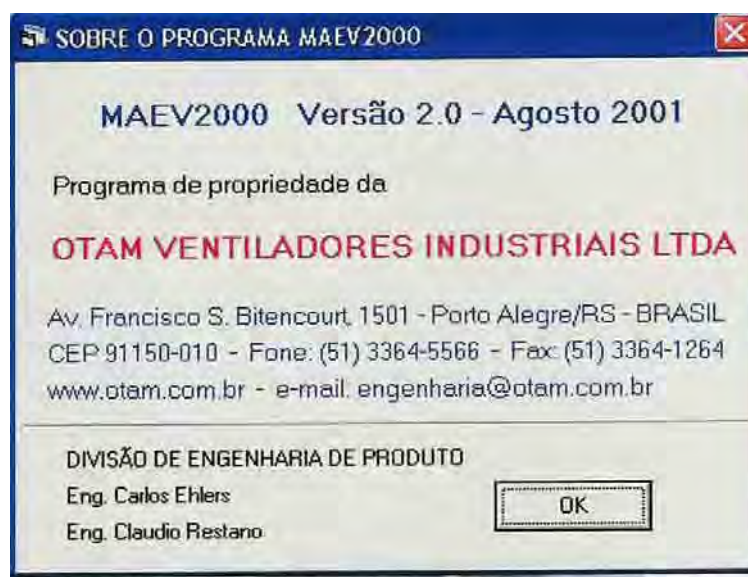 SOBRE O PROGRAMA MAEV2000
MAEV2000 Versão 2.0 - Agosto 2001
Programa de propriedade da
OTAM VENTILADORES INDUSTRIAIS LTDA
Av. Francisco S. Bitencourt, 1501 - Porto Alegre/RS - BRASIL
CEP 91150-010 - Fone: (51) 3364-5566 - Fax: (51) 3364-1264
www.otam.com.br - e-mail: engenharia@otam.com.br
DIVISÃO DE ENGENHARIA DE PRODUTO
Eng. Carlos Ehlers
Eng. Claudio Restano
OK